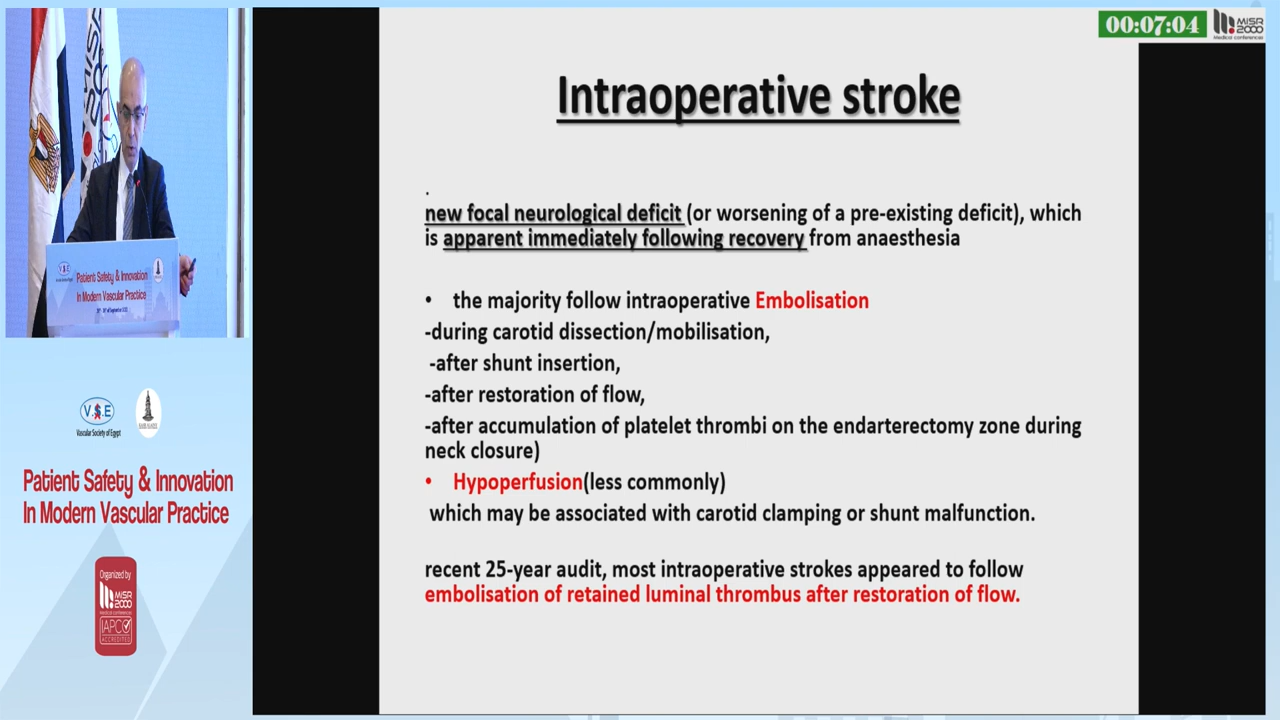 00:07:04
MISR
2000
Medical conferences
Intraoperative stroke
.
new focal neurological deficit (or worsening of a pre-existing deficit), which
is apparent immediately following recovery from anaesthesia
• the majority follow intraoperative Embolisation
-during carotid dissection/mobilisation,
-after shunt insertion,
-after restoration of flow,
-after accumulation of platelet thrombi on the endarterectomy zone during
neck closure)
• Hypoperfusion(less commonly)
which may be associated with carotid clamping or shunt malfunction.
recent 25-year audit, most intraoperative strokes appeared to follow
embolisation of retained luminal thrombus after restoration of flow.
Patient Safety & Innovation
In Modern Vascular Practice
V.S.E
Vascular Society of Egypt
Patient Safety & Innovation
In Modern Vascular Practice
Organized by
MISR
2000
IAPCO
ACCREDITED